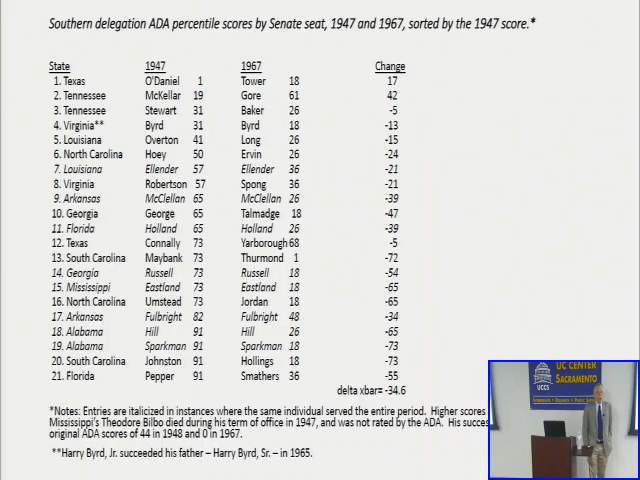 Southern delegation ADA percentile scores by Senate seat, 1947 and 1967, sorted by the 1947 score.*
State 1947 1967 Change
1. Texas O'Daniel 1 Tower 18 17
2. Tennessee McKellar 19 Gore 61 42
3. Tennessee Stewart 31 Baker 26 -5
4. Virginia** Byrd 31 Byrd 18 -13
5. Louisiana Overton 41 Long 26 -15
6. North Carolina Hoey 50 Ervin 26 -24
7. Louisiana Ellender 57 Ellender 36 -21
8. Virginia Robertson 57 Spong 36 -21
9. Arkansas McClellan 65 McClellan 26 -39
10. Georgia George 65 Talmadge 18 -47
11. Florida Holland 65 Holland 26 -39
12. Texas Connally 73 Yarborough 68 -5
13. South Carolina Maybank 73 Thurmond 1 -72
14. Georgia Russell 73 Russell 18 -54
15. Mississippi Eastland 73 Eastland 18 -65
16. North Carolina Umstead 73 Jordan 18 -65
17. Arkansas Fulbright 82 Fulbright 48 -34
18. Alabama Hill 91 Hill 26 -65
19. Alabama Sparkman 91 Sparkman 18 -73
20. South Carolina Johnston 91 Hollings 18 -73
21. Florida Pepper 91 Smathers 36 -55
delta xbar= -34.6
*Notes: Entries are italicized in instances where the same individual served the entire period. Higher scores
Mississippi's Theodore Bilbo died during his term of office in 1947, and was not rated by the ADA. His succes
original ADA scores of 44 in 1948 and 0 in 1967.
**Harry Byrd, Jr. succeeded his father – Harry Byrd, Sr. – in 1965.
UC CENTER
SACRAMENTO
UCCS